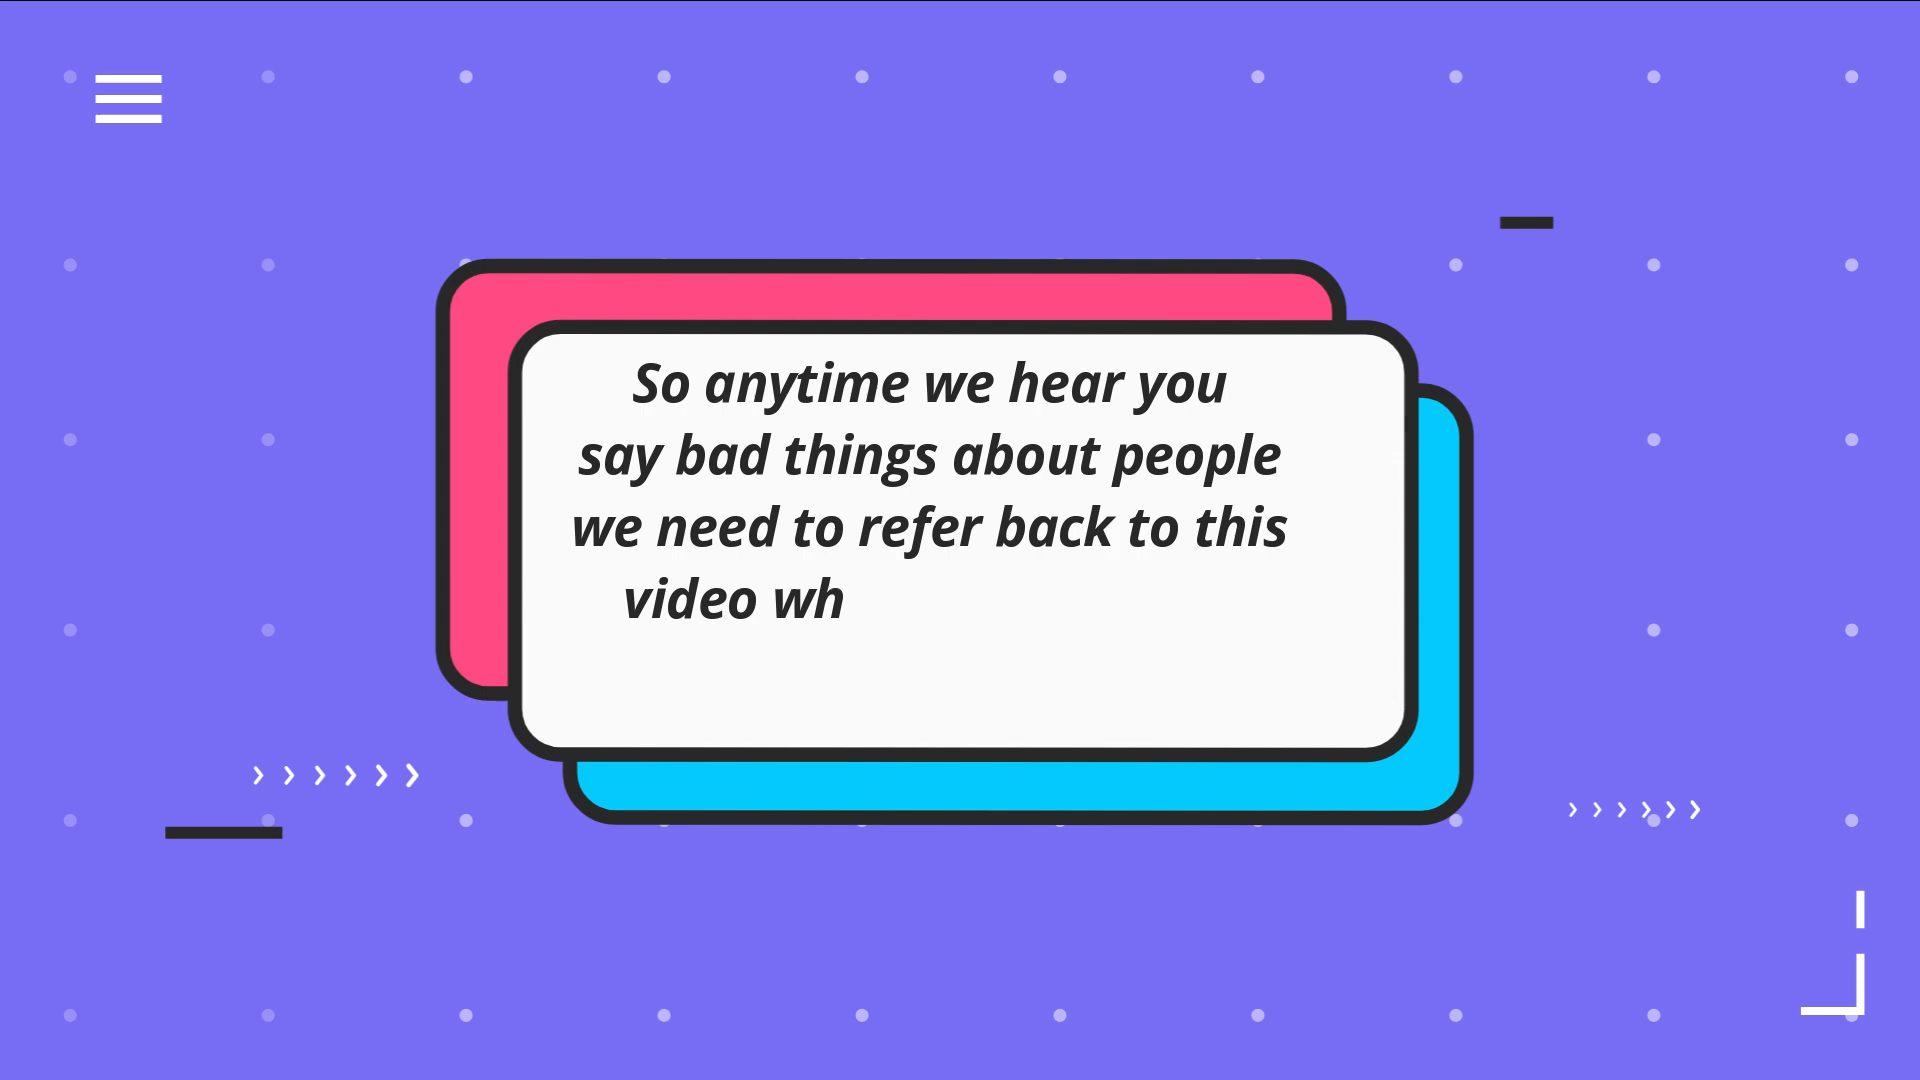 So anytime we hear you
say bad things about people
we need to refer back to this
video wh